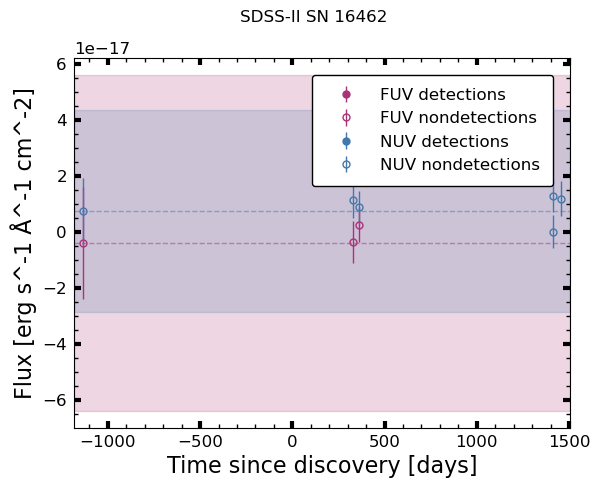 SDSS-II SN 16462
1e−17
FUV detections
FUV nondetections
NUV detections
NUV nondetections
6
4
2
0
−2
−4
−6
Flux [erg s^-1 Å^-1 cm^-2]
−1000
−500
0
500
1000
1500
Time since discovery [days]